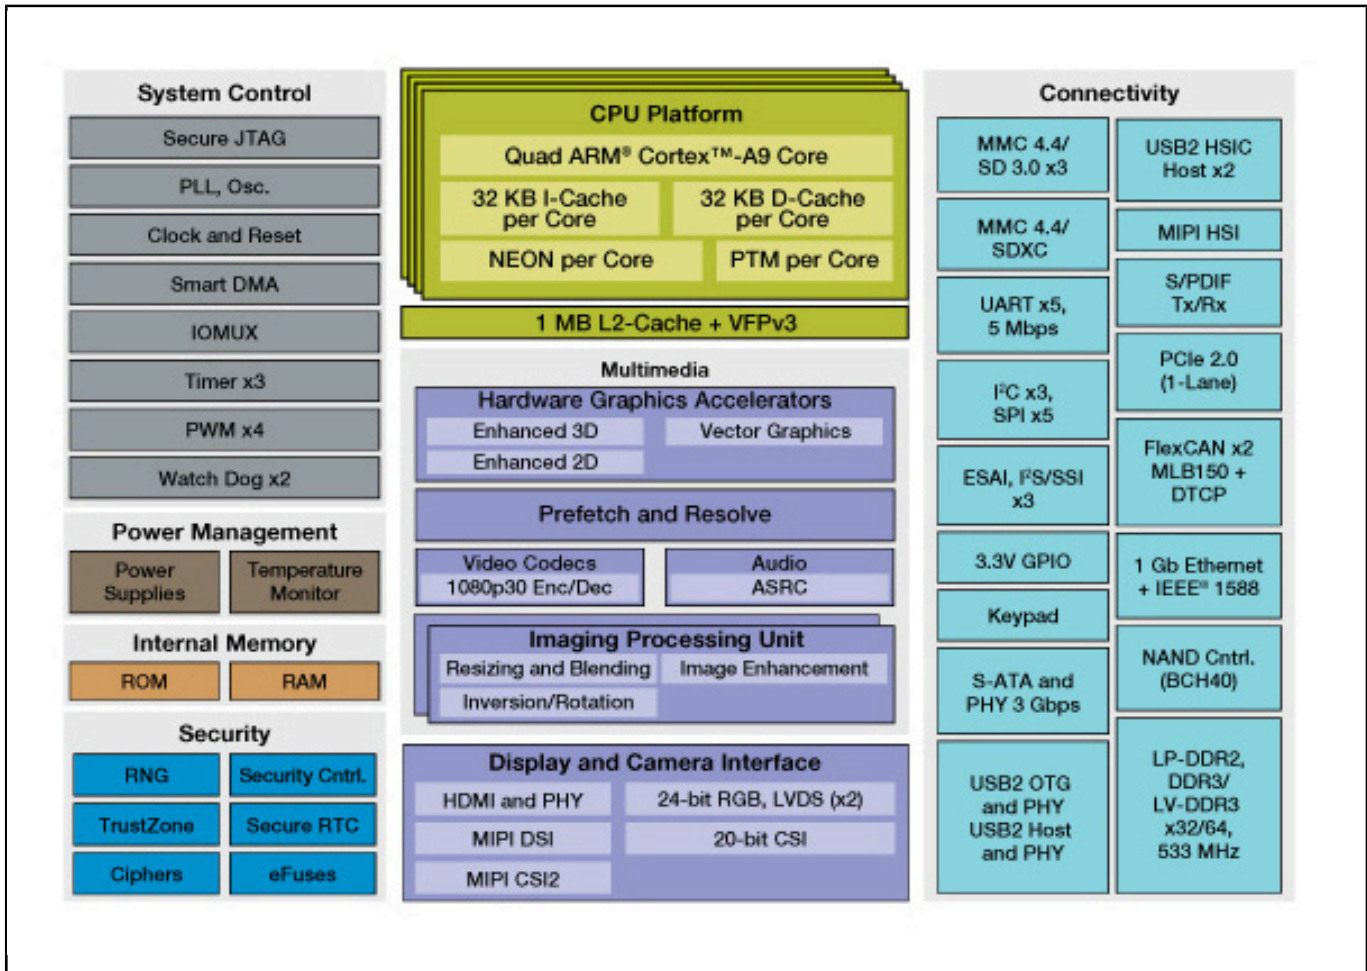 System Control
Secure JTAG
PLL, Osc.
Clock and Reset
Smart DMA
IOMUX
Timer x3
PWM x4
Watch Dog x2
Power Management
Power
Supplies
Temperature
Monitor
Internal Memory
ROM
RAM
Security
RNG
Security Cntrl.
TrustZone
Secure RTC
Ciphers
eFuses
CPU Platform
Quad ARM® Cortex™-A9 Core
32 KB I-Cache
per Core
32 KB D-Cache
per Core
NEON per Core
PTM per Core
1 MB L2-Cache + VFPv3
Multimedia
Hardware Graphics Accelerators
Enhanced 3D
Vector Graphics
Enhanced 2D
Prefetch and Resolve
Video Codecs
1080p30 Enc/Dec
Audio
ASRC
Imaging Processing Unit
Resizing and Blending
Image Enhancement
Inversion/Rotation
Display and Camera Interface
HDMI and PHY
24-bit RGB, LVDS (x2)
MIPI DSI
20-bit CSI
MIPI CSI2
Connectivity
MMC 4.4/
SD 3.0 x3
MMC 4.4/
SDXC
UART x5,
5 Mbps
I²C x3,
SPI x5
ESAI, I²S/SSI
x3
3.3V GPIO
Keypad
S-ATA and
PHY 3 Gbps
USB2 OTG
and PHY
USB2 Host
and PHY
USB2 HSIC
Host x2
MIPI HSI
S/PDIF
Tx/Rx
PCIe 2.0
(1-Lane)
FlexCAN x2
MLB150 +
DTCP
1 Gb Ethernet
+ IEEE® 1588
NAND Cntrl.
(BCH40)
LP-DDR2,
DDR3/
LV-DDR3
x32/64,
533 MHz